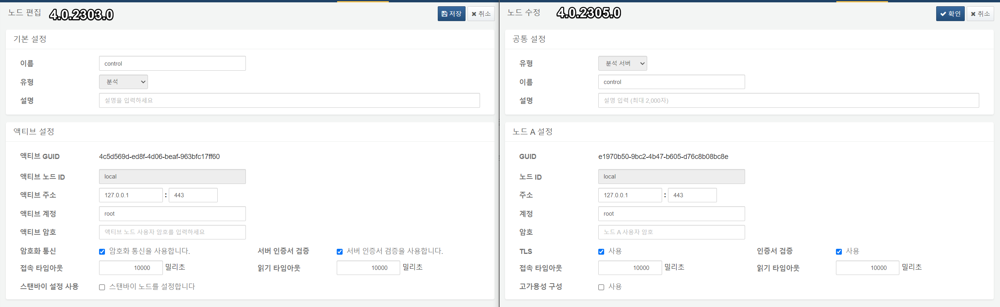 노드 편집
4.0.2303.0
저장
취소
기본 설정
이름
control
유형
분석
설명
설명을 입력하세요
액티브 설정
액티브 GUID
4c5d569d-ed8f-4d06-beaf-963bfc17ff60
액티브 노드 ID
local
액티브 주소
127.0.0.1 : 443
액티브 계정
root
액티브 암호
액티브 노드 사용자 암호를 입력하세요
암호화 통신
암호화 통신을 사용합니다.
서버 인증서 검증
서버 인증서 검증을 사용합니다.
접속 타임아웃
10000 밀리초
읽기 타임아웃
10000 밀리초
스탠바이 설정 사용
스탠바이 노드를 설정합니다
노드 수정
4.0.2305.0
확인
취소
공통 설정
유형
분석 서버
이름
control
설명
설명 입력 (최대 2,000자)
노드 A 설정
GUID
e1970b50-9bc2-4b47-b605-d76c8b08bc8e
노드 ID
local
주소
127.0.0.1 : 443
계정
root
암호
노드 A 사용자 암호
TLS
사용
인증서 검증
사용
접속 타임아웃
10000 밀리초
읽기 타임아웃
10000 밀리초
고가용성 구성
사용